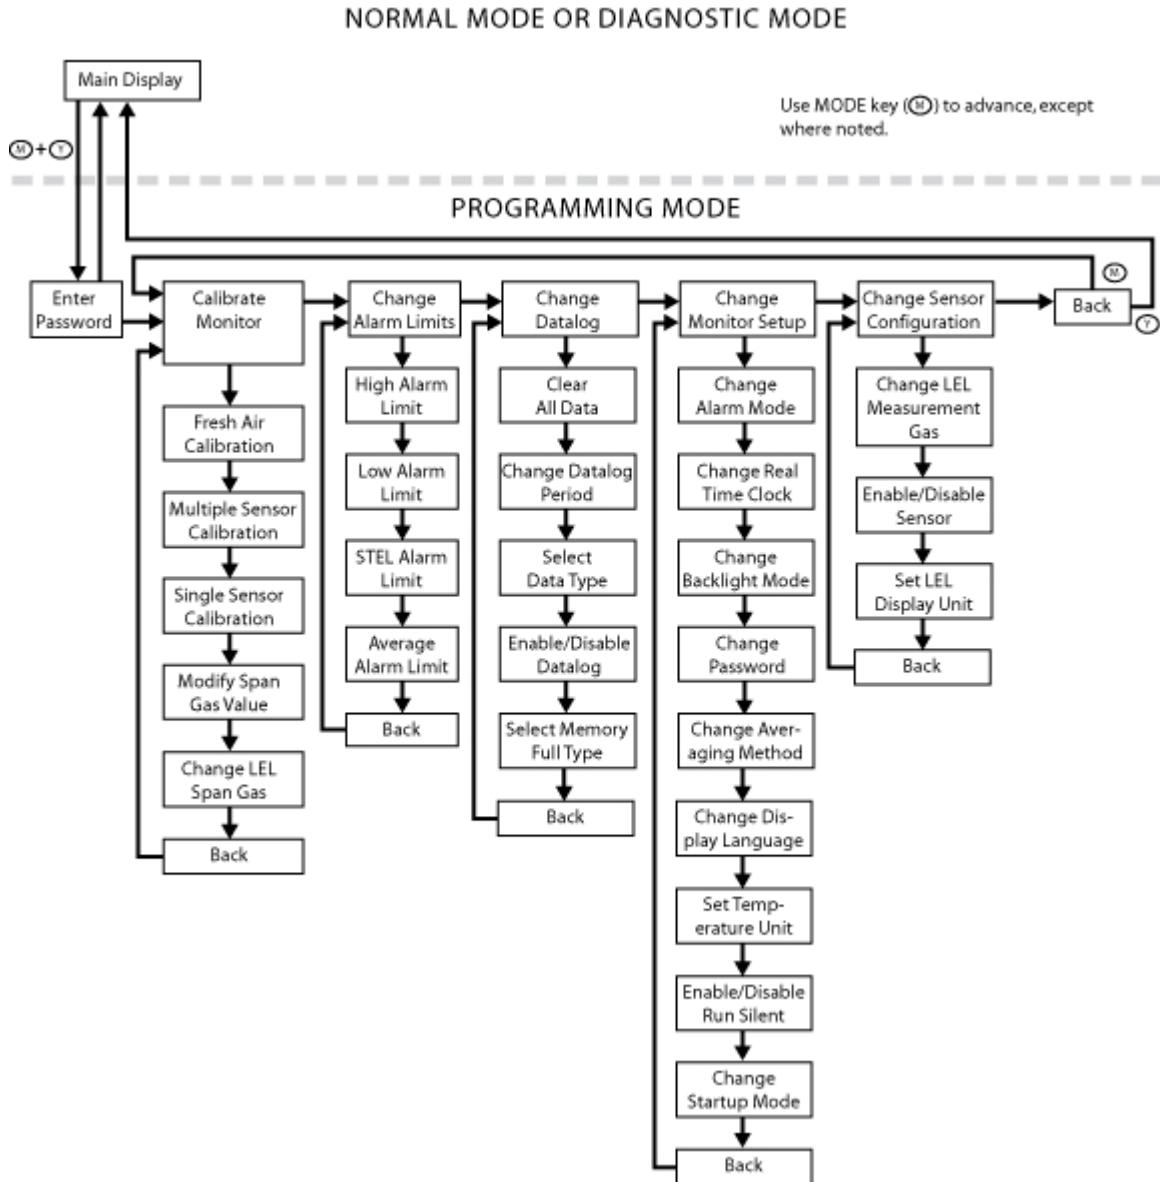 NORMAL MODE OR DIAGNOSTIC MODE
Main Display
Use MODE key (M) to advance, except
where noted.
M + Y
PROGRAMMING MODE
Enter
Password
Calibrate
Monitor
Change
Alarm Limits
Change
Datalog
Change
Monitor Setup
Change Sensor
Configuration
Back
M
Y
Fresh Air
Calibration
Multiple Sensor
Calibration
Single Sensor
Calibration
Modify Span
Gas Value
Change LEL
Span Gas
Back
High Alarm
Limit
Low Alarm
Limit
STEL Alarm
Limit
Average
Alarm Limit
Back
Clear
All Data
Change Datalog
Period
Select
Data Type
Enable/Disable
Datalog
Select Memory
Full Type
Back
Change
Alarm Mode
Change Real
Time Clock
Change
Backlight Mode
Change
Password
Change Aver-
aging Method
Change Dis-
play Language
Set Temp-
erature Unit
Enable/Disable
Run Silent
Change
Startup Mode
Back
Change LEL
Measurement
Gas
Enable/Disable
Sensor
Set LEL
Display Unit
Back